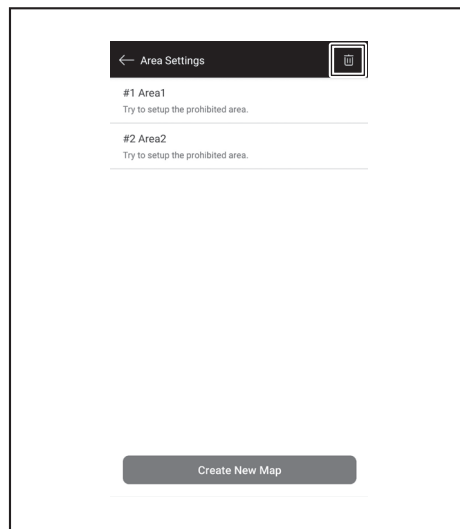 Area Settings
#1 Area1
Try to setup the prohibited area.
#2 Area2
Try to setup the prohibited area.
Create New Map